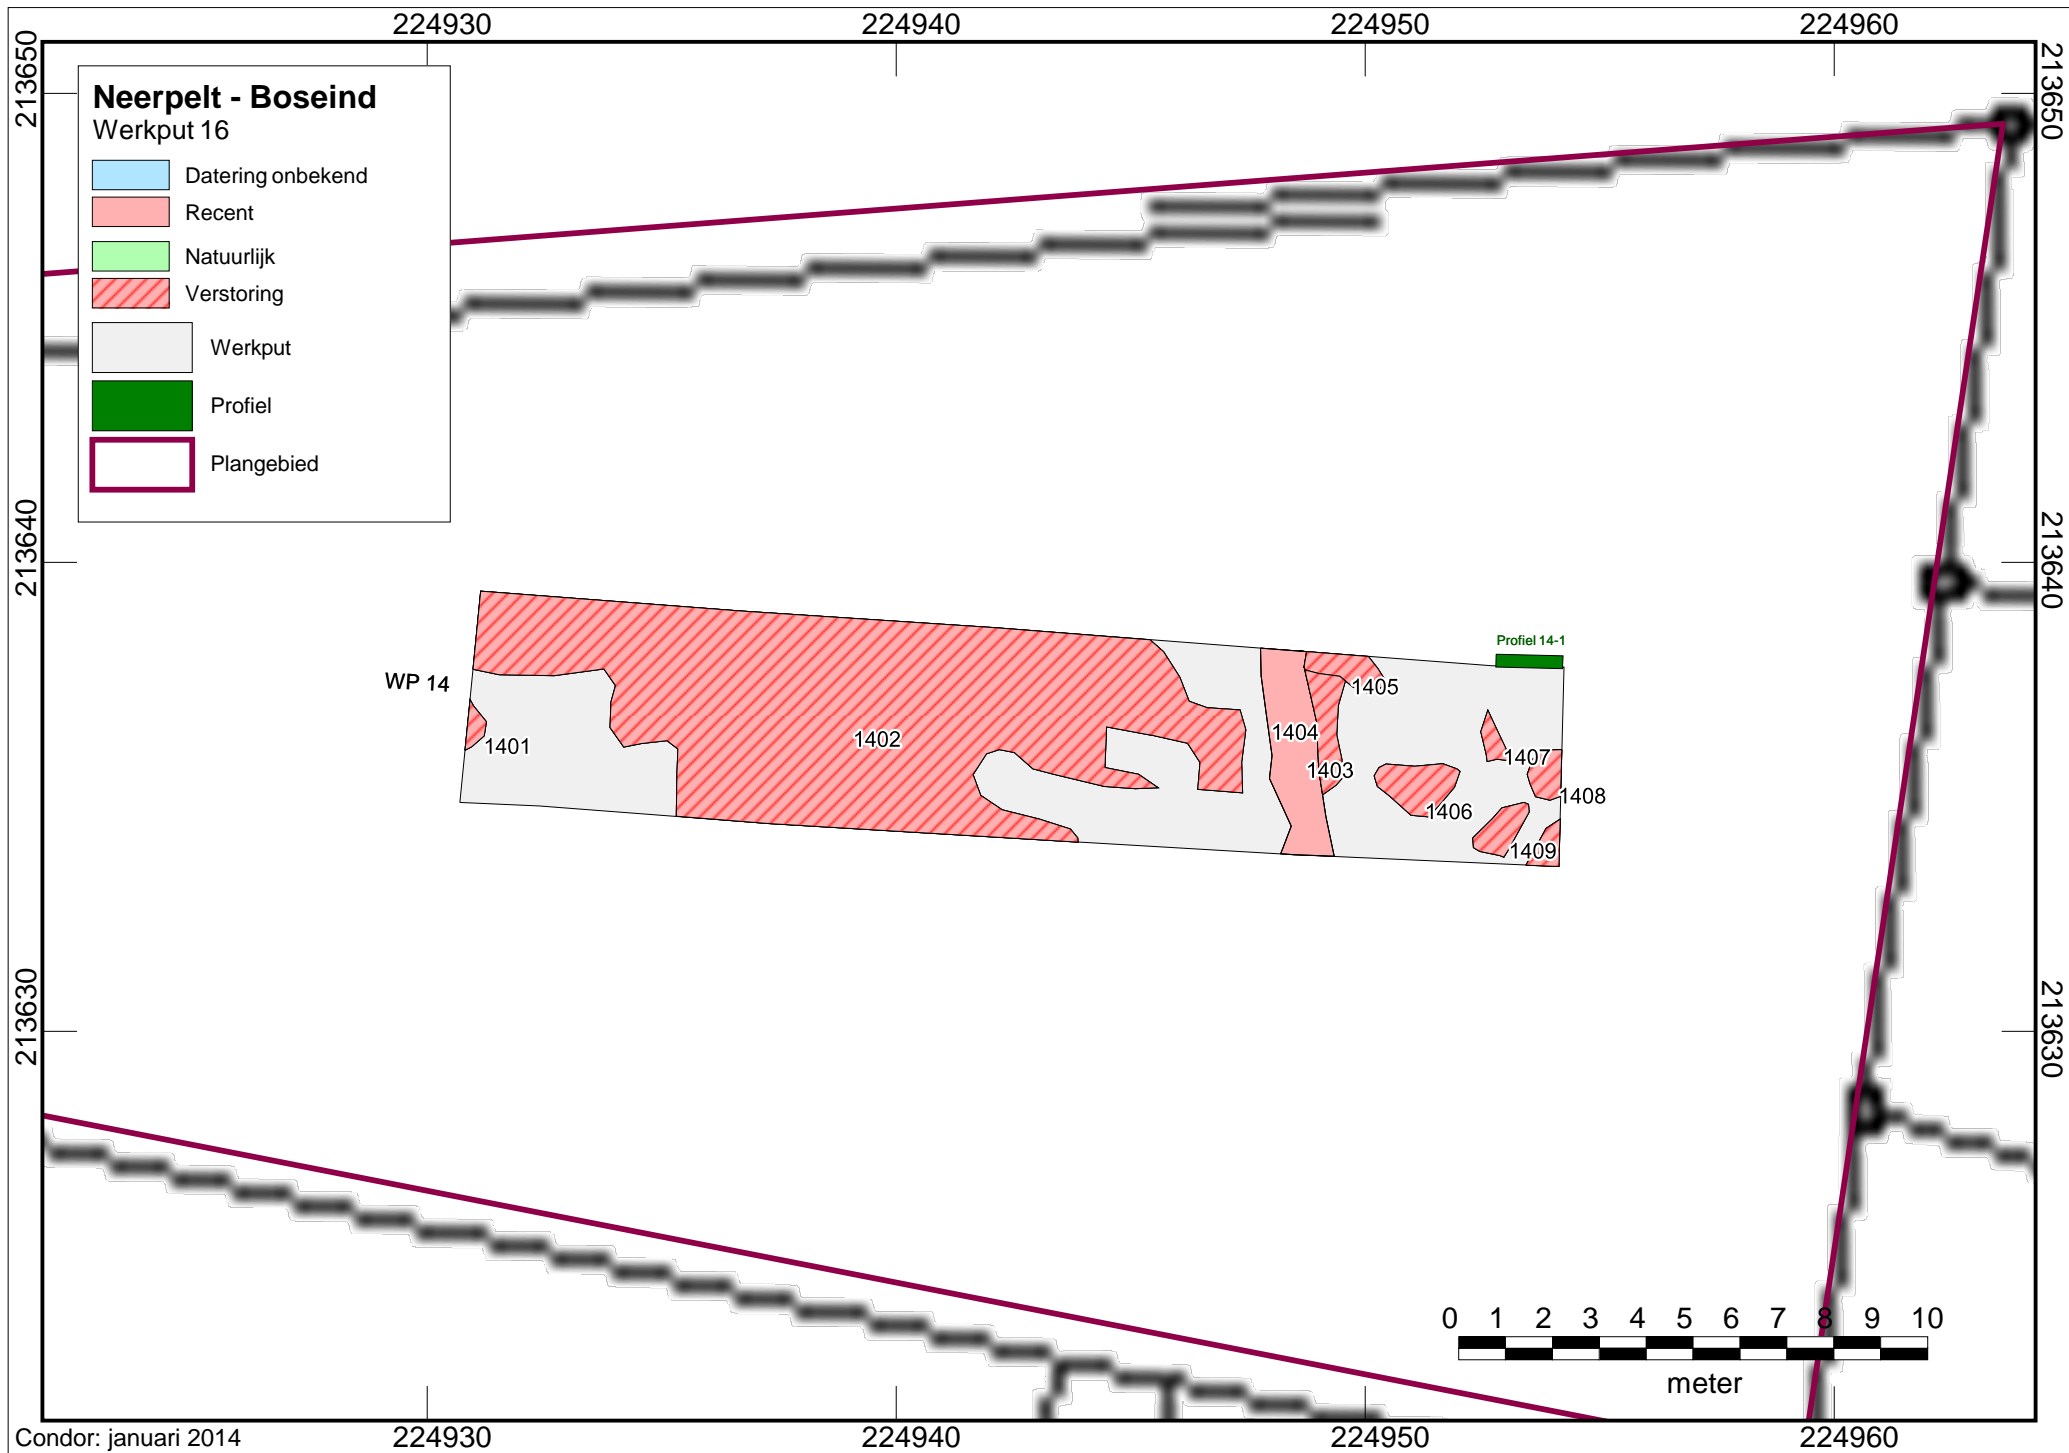 224930 224940 224950 224960
213650 213650
Neerpelt - Boseind
Werkput 16
Datering onbekend
Recent
Natuurlijk
Verstoring
Werkput
Profiel
Plangebied
213640 213640
Profiel 14-1
WP 14
1401
1402
1404
1405
1403
1407
1406
1408
1409
213630 213630
0 1 2 3 4 5 6 7 8 9 10
meter
Condor: januari 2014
224930 224940 224950 224960